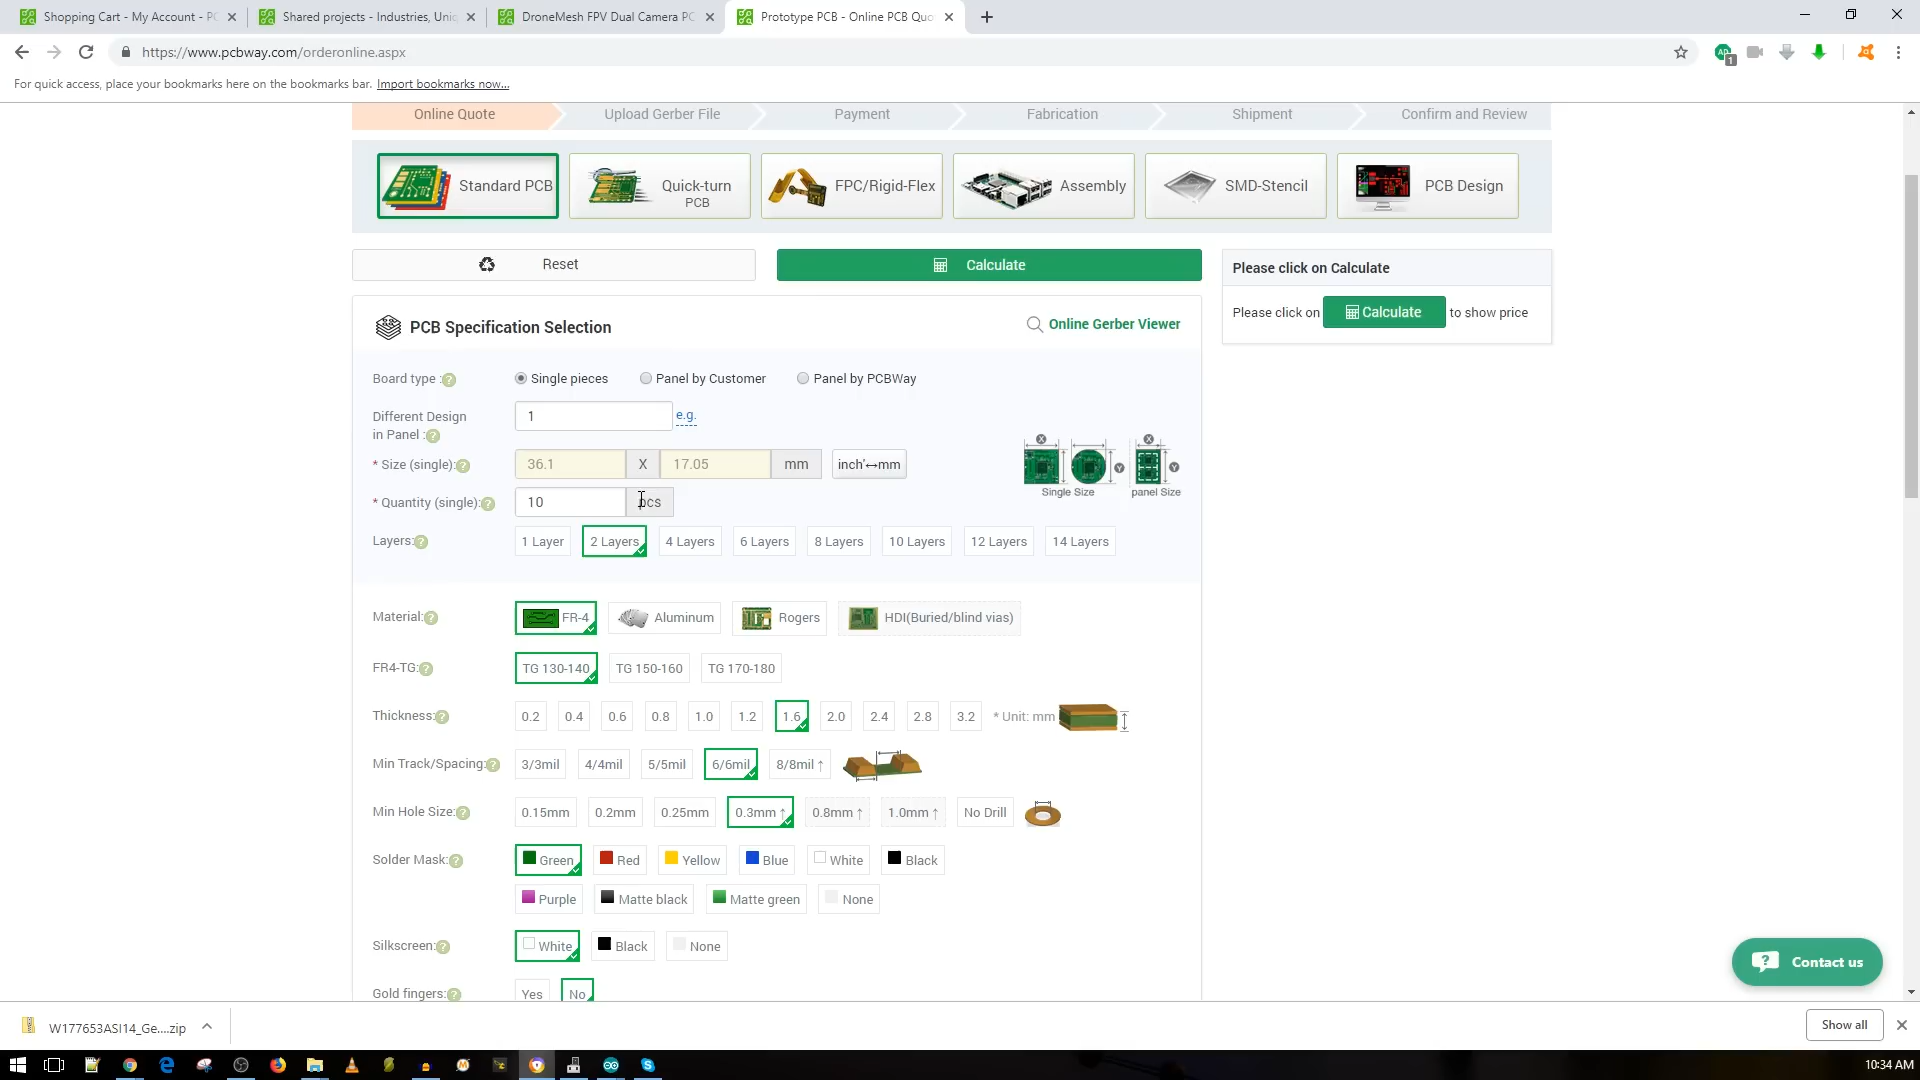 Shopping Cart - My Account - PC
Shared projects - Industries, Uniq
DroneMesh FPV Dual Camera PC
Prototype PCB - Online PCB Quo
https://www.pcbway.com/orderonline.aspx
1
For quick access, place your bookmarks here on the bookmarks bar. Import bookmarks now...
Online Quote Upload Gerber File Payment Fabrication Shipment Confirm and Review
Standard PCB
Quick-turn
PCB
FPC/Rigid-Flex
Assembly
SMD-Stencil
PCB Design
Reset
Calculate
Please click on Calculate
Please click on Calculate to show price
PCB Specification Selection
Online Gerber Viewer
Board type : ? Single pieces Panel by Customer Panel by PCBWay
Different Design
in Panel : ? 1 e.g.
* Size (single): ? 36.1 X 17.05 mm inch'↔mm
X X Y Y
Single Size panel Size
* Quantity (single): ? 10 pcs
Layers: ? 1 Layer 2 Layers 4 Layers 6 Layers 8 Layers 10 Layers 12 Layers 14 Layers
Material: ? FR-4 Aluminum Rogers HDI(Buried/blind vias)
FR4-TG: ? TG 130-140 TG 150-160 TG 170-180
Thickness: ? 0.2 0.4 0.6 0.8 1.0 1.2 1.6 2.0 2.4 2.8 3.2 * Unit: mm
Min Track/Spacing: ? 3/3mil 4/4mil 5/5mil 6/6mil 8/8mil ↑
Min Hole Size: ? 0.15mm 0.2mm 0.25mm 0.3mm ↑ 0.8mm ↑ 1.0mm ↑ No Drill
Solder Mask: ? Green Red Yellow Blue White Black
Purple Matte black Matte green None
Silkscreen: ? White Black None
Gold fingers: ? Yes No
Contact us
W177653ASI14_Ge....zip
Show all
10:34 AM